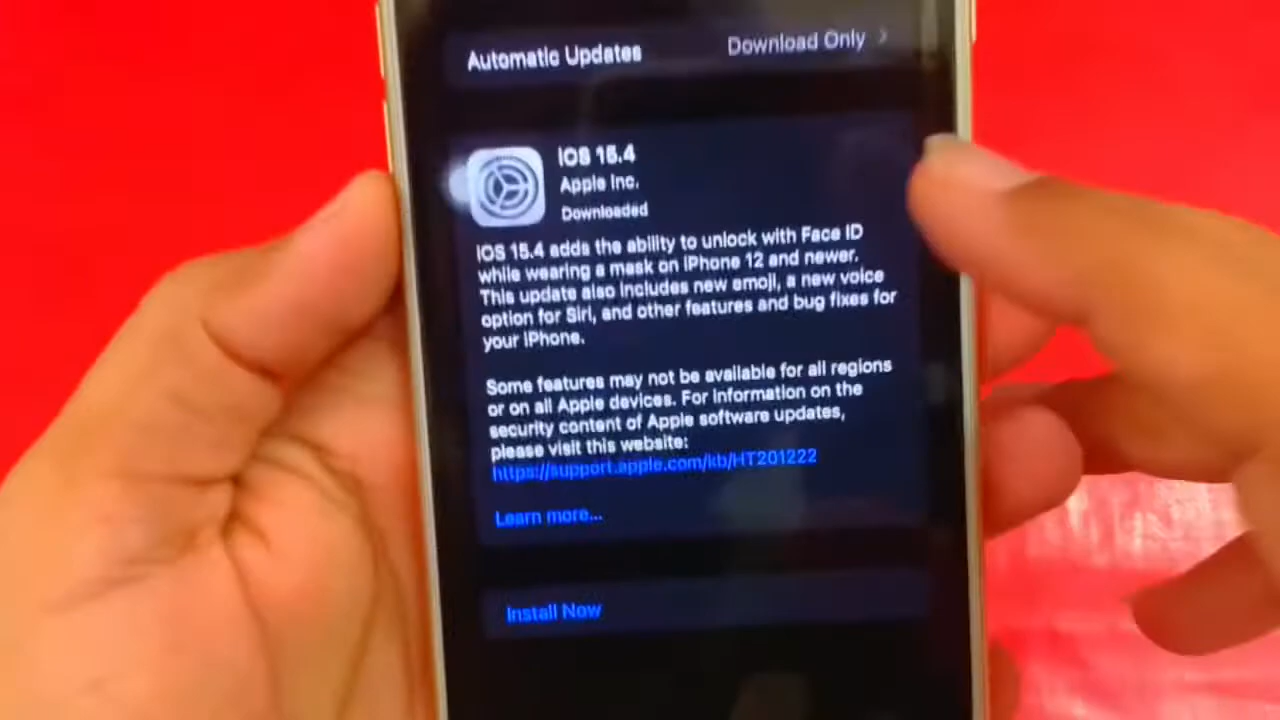 Automatic Updates
Download Only
iOS 15.4
Apple Inc.
Downloaded
iOS 15.4 adds the ability to unlock with Face ID
while wearing a mask on iPhone 12 and newer.
This update also includes new emoji, a new voice
option for Siri, and other features and bug fixes for
your iPhone.
Some features may not be available for all regions
or on all Apple devices. For information on the
security content of Apple software updates,
please visit this website:
https://support.apple.com/kb/HT201222
Learn more...
Install Now